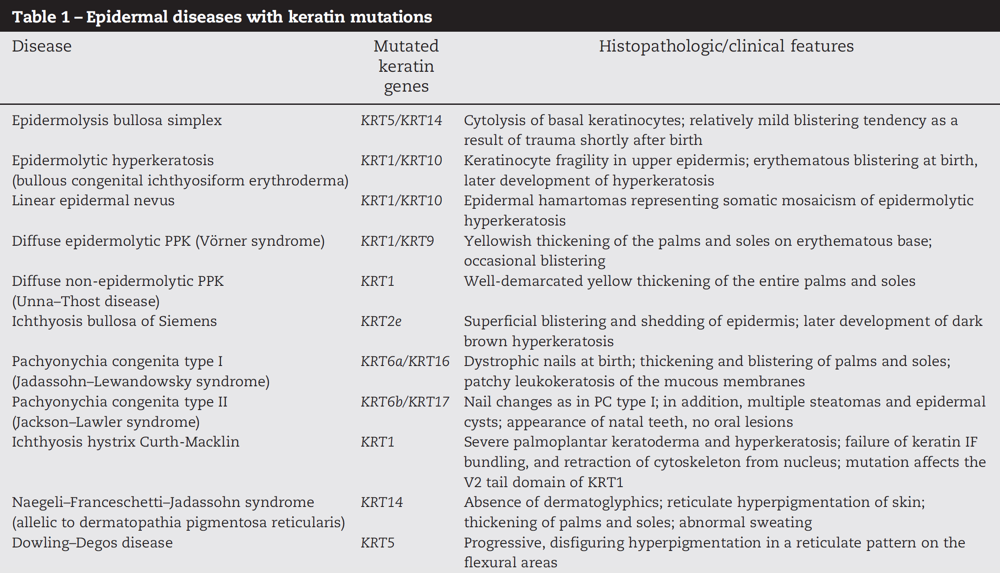 Table 1 – Epidermal diseases with keratin mutations
Disease Mutated keratin genes Histopathologic/clinical features
Epidermolysis bullosa simplex KRT5/KRT14 Cytolysis of basal keratinocytes; relatively mild blistering tendency as a
result of trauma shortly after birth
Epidermolytic hyperkeratosis KRT1/KRT10 Keratinocyte fragility in upper epidermis; erythematous blistering at birth,
(bullous congenital ichthyosiform erythroderma) later development of hyperkeratosis
Linear epidermal nevus KRT1/KRT10 Epidermal hamartomas representing somatic mosaicism of epidermolytic
hyperkeratosis
Diffuse epidermolytic PPK (Vörner syndrome) KRT1/KRT9 Yellowish thickening of the palms and soles on erythematous base;
occasional blistering
Diffuse non-epidermolytic PPK KRT1 Well-demarcated yellow thickening of the entire palms and soles
(Unna–Thost disease)
Ichthyosis bullosa of Siemens KRT2e Superficial blistering and shedding of epidermis; later development of dark
brown hyperkeratosis
Pachyonychia congenita type I KRT6a/KRT16 Dystrophic nails at birth; thickening and blistering of palms and soles;
(Jadassohn–Lewandowsky syndrome) patchy leukokeratosis of the mucous membranes
Pachyonychia congenita type II KRT6b/KRT17 Nail changes as in PC type I; in addition, multiple steatomas and epidermal
(Jackson–Lawler syndrome) cysts; appearance of natal teeth, no oral lesions
Ichthyosis hystrix Curth-Macklin KRT1 Severe palmoplantar keratoderma and hyperkeratosis; failure of keratin IF
bundling, and retraction of cytoskeleton from nucleus; mutation affects the
V2 tail domain of KRT1
Naegeli–Franceschetti–Jadassohn syndrome KRT14 Absence of dermatoglyphics; reticulate hyperpigmentation of skin;
(allelic to dermatopathia pigmentosa reticularis) thickening of palms and soles; abnormal sweating
Dowling–Degos disease KRT5 Progressive, disfiguring hyperpigmentation in a reticulate pattern on the
flexural areas